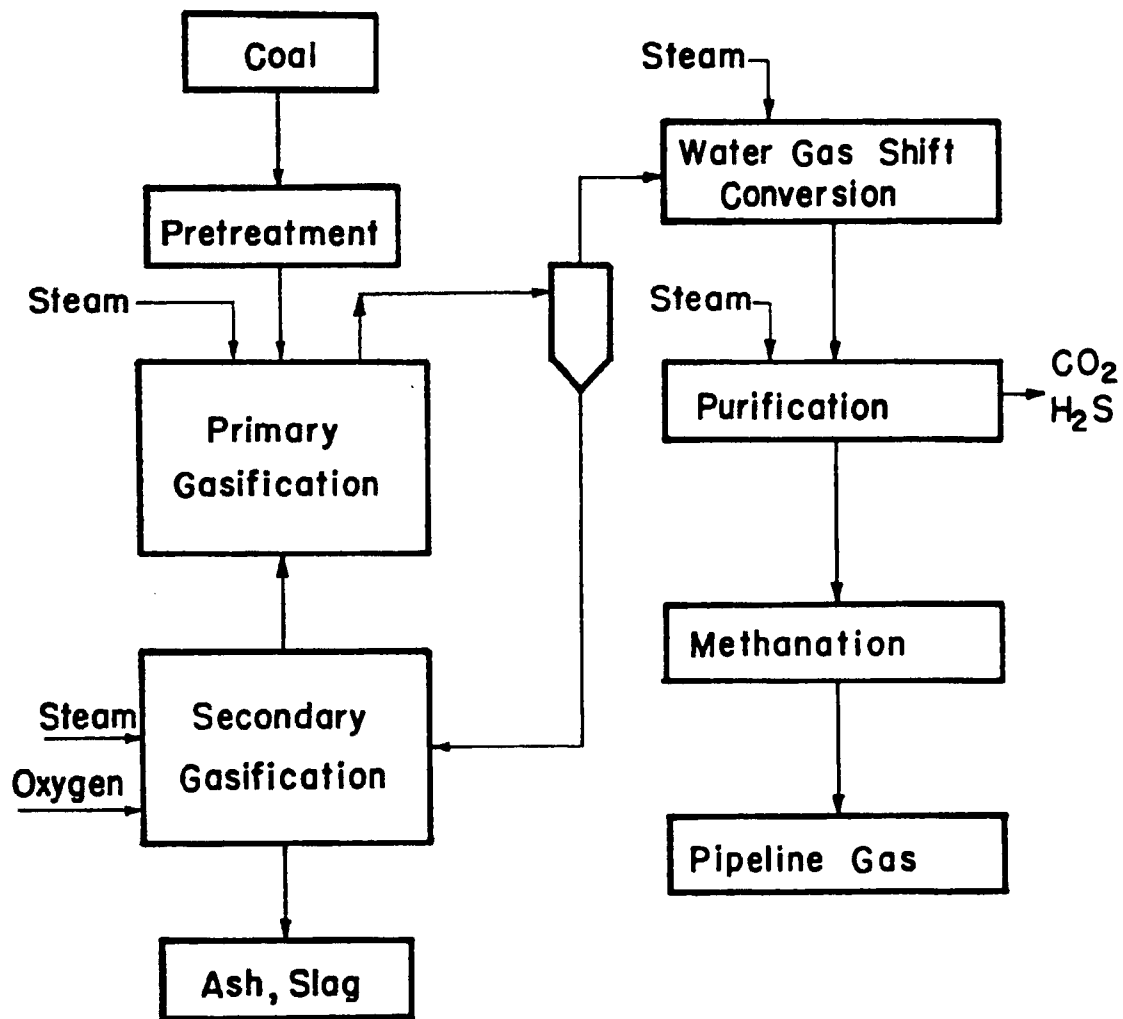 Coal
Pretreatment
Steam
Primary
Gasification
Secondary
Gasification
Steam
Oxygen
Ash, Slag
Steam
Water Gas Shift
Conversion
Steam
Purification
CO₂
H₂S
Methanation
Pipeline Gas